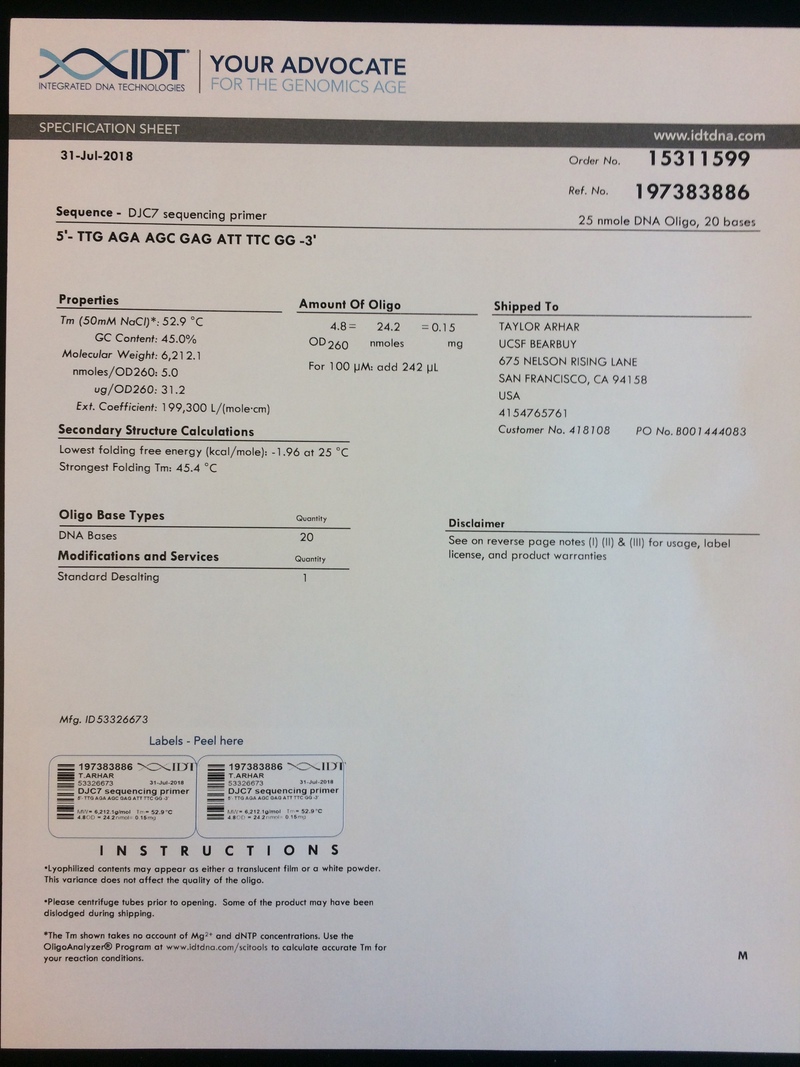 IDT
INTEGRATED DNA TECHNOLOGIES
YOUR ADVOCATE
FOR THE GENOMICS AGE
SPECIFICATION SHEET
www.idtdna.com
31-Jul-2018
Order No. 15311599
Ref. No. 197383886
Sequence - DJC7 sequencing primer
25 nmole DNA Oligo, 20 bases
5'- TTG AGA AGC GAG ATT TTC GG -3'
Properties
Tm (50mM NaCl)*: 52.9 °C
GC Content: 45.0%
Molecular Weight: 6,212.1
nmoles/OD260: 5.0
ug/OD260: 31.2
Ext. Coefficient: 199,300 L/(mole·cm)
Secondary Structure Calculations
Lowest folding free energy (kcal/mole): -1.96 at 25 °C
Strongest Folding Tm: 45.4 °C
Amount Of Oligo
4.8 = 24.2 = 0.15
OD260 nmoles mg
For 100 µM: add 242 µL
Shipped To
TAYLOR ARHAR
UCSF BEARBUY
675 NELSON RISING LANE
SAN FRANCISCO, CA 94158
USA
4154765761
Customer No. 418108 PO No. B001444083
Oligo Base Types Quantity
DNA Bases 20
Modifications and Services Quantity
Standard Desalting 1
Disclaimer
See on reverse page notes (I) (II) & (III) for usage, label
license, and product warranties
Mfg. ID 53326673
Labels - Peel here
197383886 IDT
T.ARHAR
53326673 31-Jul-2018
DJC7 sequencing primer
5'- TTG AGA AGC GAG ATT TTC GG -3'
MW= 6,212.1g/mol Tm= 52.9°C
4.8OD = 24.2nmol= 0.15mg
197383886 IDT
T.ARHAR
53326673 31-Jul-2018
DJC7 sequencing primer
5'- TTG AGA AGC GAG ATT TTC GG -3'
MW= 6,212.1g/mol Tm= 52.9°C
4.8OD = 24.2nmol= 0.15mg
INSTRUCTIONS
•Lyophilized contents may appear as either a translucent film or a white powder.
This variance does not affect the quality of the oligo.
•Please centrifuge tubes prior to opening. Some of the product may have been
dislodged during shipping.
*The Tm shown takes no account of Mg²⁺ and dNTP concentrations. Use the
OligoAnalyzer® Program at www.idtdna.com/scitools to calculate accurate Tm for
your reaction conditions.
M